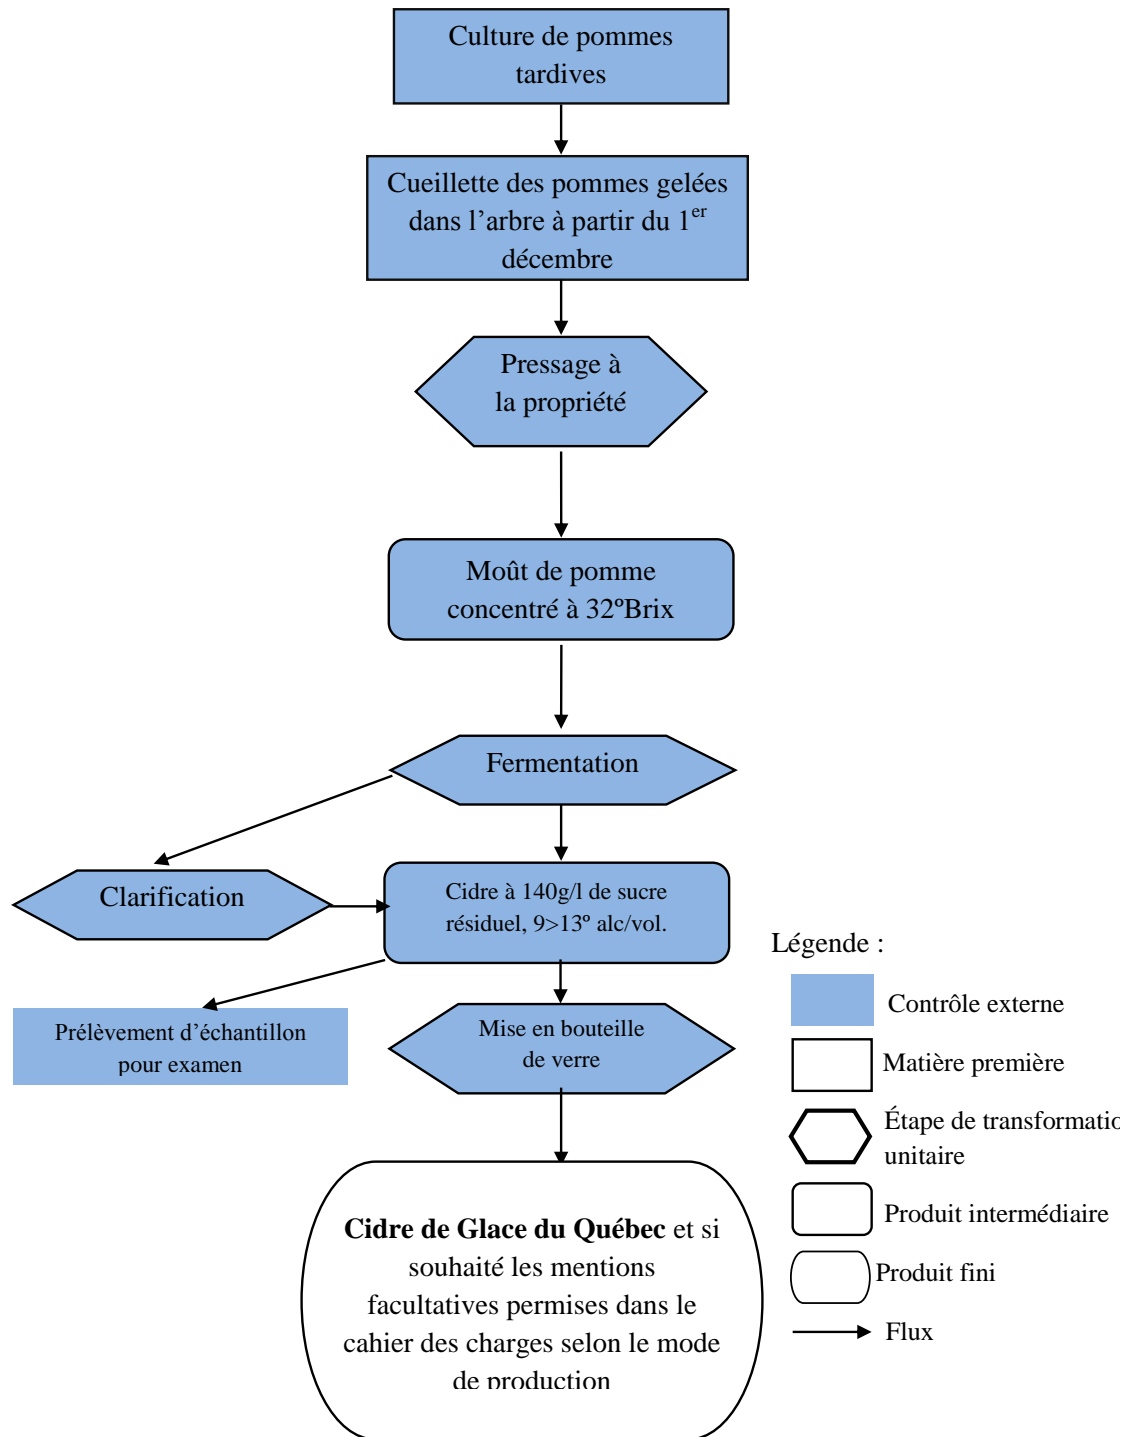 Culture de pommes
tardives
Cueillette des pommes gelées
dans l’arbre à partir du 1er
décembre
Pressage à
la propriété
Moût de pomme
concentré à 32ºBrix
Fermentation
Clarification
Cidre à 140g/l de sucre
résiduel, 9>13º alc/vol.
Prélèvement d’échantillon
pour examen
Mise en bouteille
de verre
Cidre de Glace du Québec et si
souhaité les mentions
facultatives permises dans le
cahier des charges selon le mode
de production
Légende :
Contrôle externe
Matière première
Étape de transformatio
unitaire
Produit intermédiaire
Produit fini
Flux